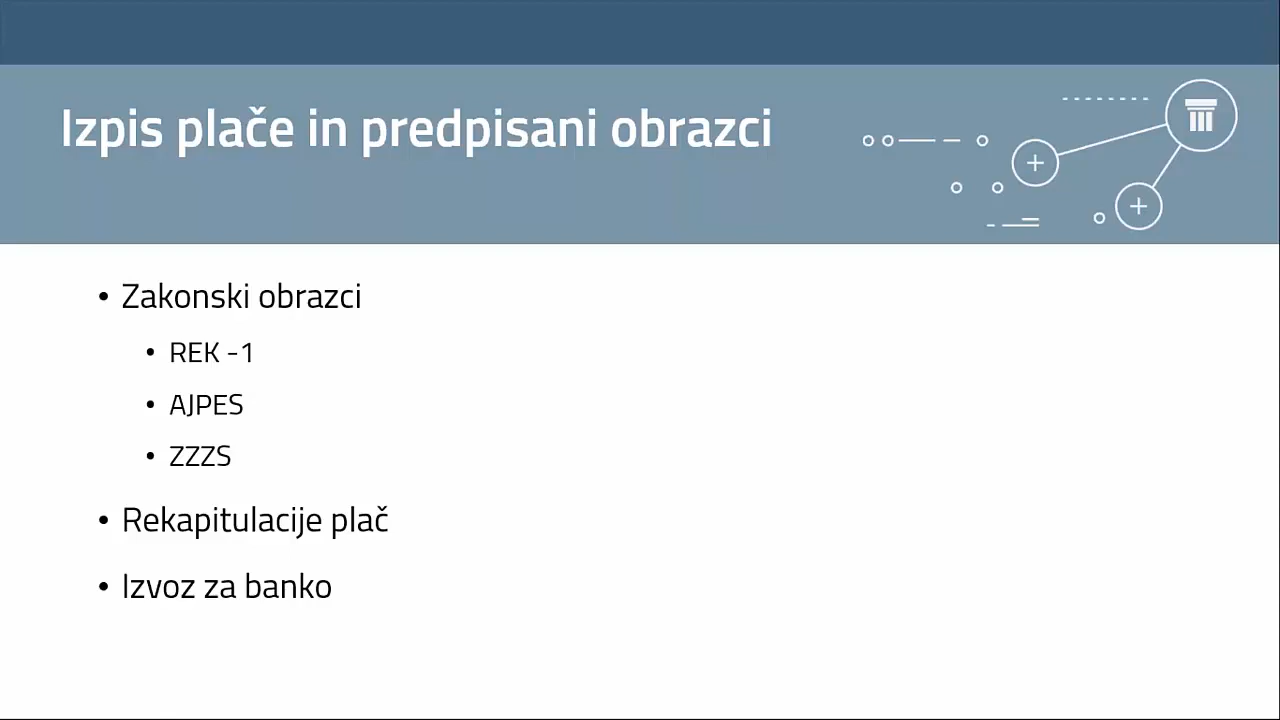 Izpis plače in predpisani obrazci
• Zakonski obrazci
• REK -1
• AJPES
• ZZZS
• Rekapitulacije plač
• Izvoz za banko